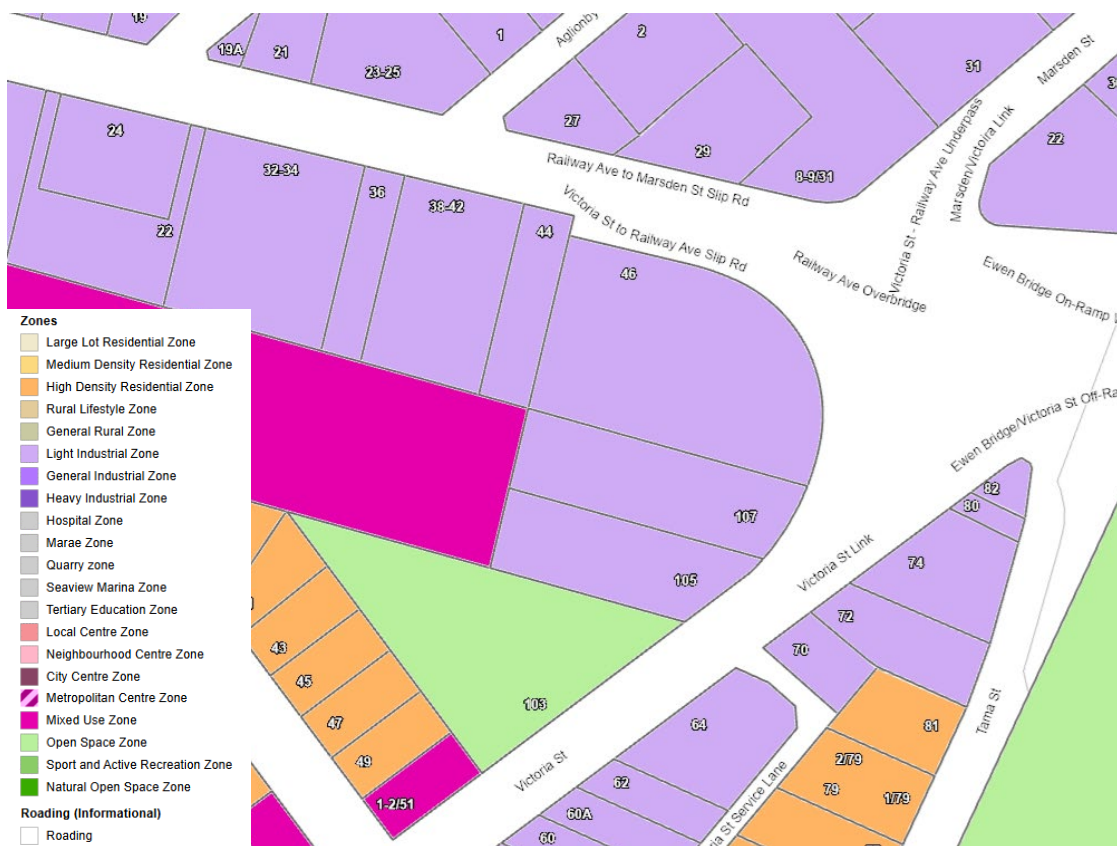 19
19A
21
23-25
1
Aglionby
2
31
Marsden St
24
27
29
22
Railway Ave to Marsden St Slip Rd
8-9/31
Victoria St - Railway Ave Underpass
Marsden/Victoira Link
32-34
36
38-42
44
22
Victoria St to Railway Ave Slip Rd
46
Railway Ave Overbridge
Ewen Bridge On-Ramp
Ewen Bridge/Victoria St Off-Ra
Zones
Large Lot Residential Zone
Medium Density Residential Zone
High Density Residential Zone
Rural Lifestyle Zone
General Rural Zone
Light Industrial Zone
General Industrial Zone
Heavy Industrial Zone
Hospital Zone
Marae Zone
Quarry zone
Seaview Marina Zone
Tertiary Education Zone
Local Centre Zone
Neighbourhood Centre Zone
City Centre Zone
Metropolitan Centre Zone
Mixed Use Zone
Open Space Zone
Sport and Active Recreation Zone
Natural Open Space Zone
Roading (Informational)
Roading
82
80
107
74
Victoria St Link
105
72
70
43
45
47
49
1-2/51
103
Victoria St
64
62
60A
60
81
Tama St
2/79
79
1/79
ia St Service Lane